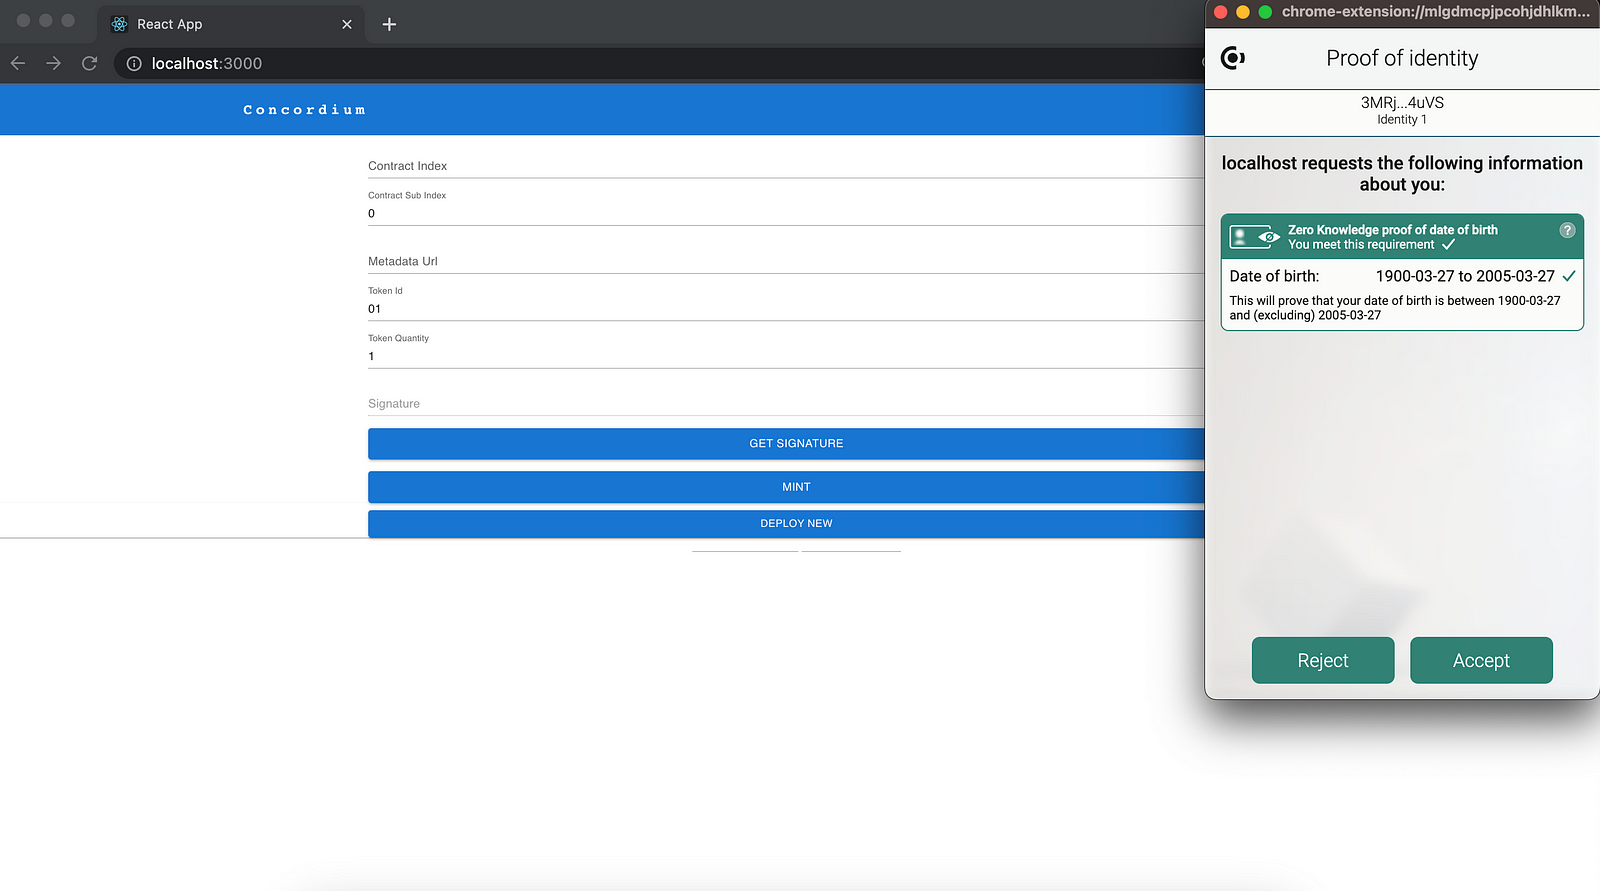 React App
localhost:3000
Concordium
Contract Index
Contract Sub Index
0
Metadata Url
Token Id
01
Token Quantity
1
Signature
GET SIGNATURE
MINT
DEPLOY NEW
chrome-extension://mlgdmcpjpcohjdhlkm...
Proof of identity
3MRj...4uVS
Identity 1
localhost requests the following information
about you:
Zero Knowledge proof of date of birth
You meet this requirement
?
Date of birth: 1900-03-27 to 2005-03-27
This will prove that your date of birth is between 1900-03-27
and (excluding) 2005-03-27
Reject Accept